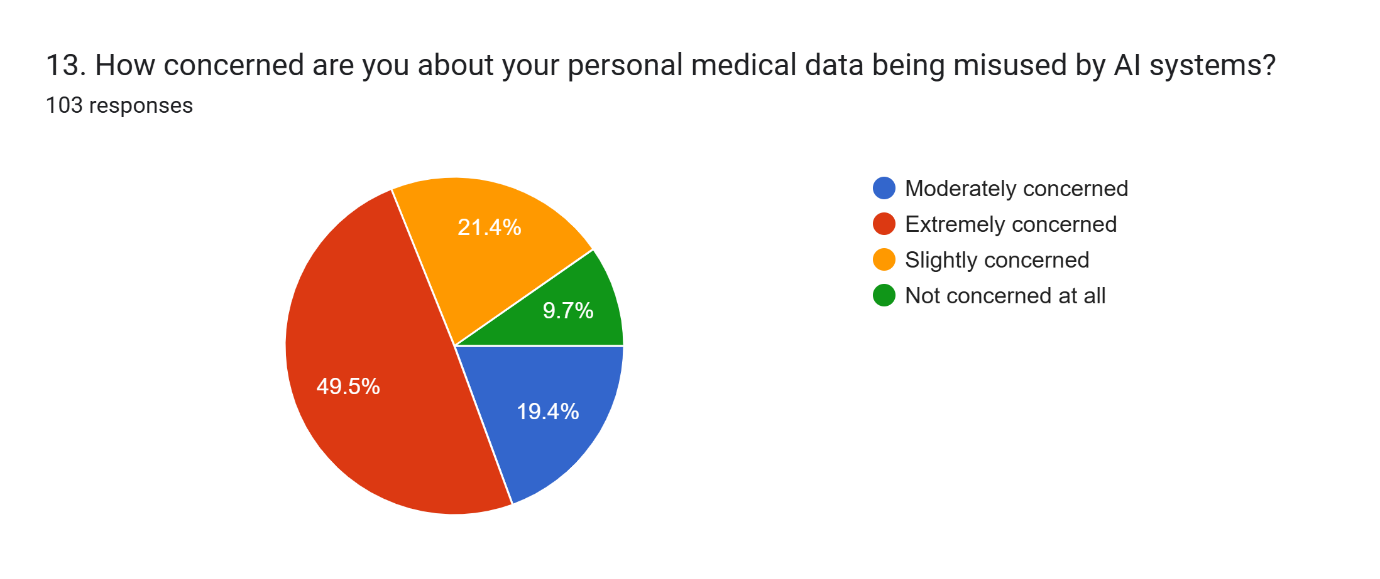 13. How concerned are you about your personal medical data being misused by AI systems?
103 responses
Moderately concerned
Extremely concerned
Slightly concerned
Not concerned at all
21.4%
9.7%
49.5%
19.4%